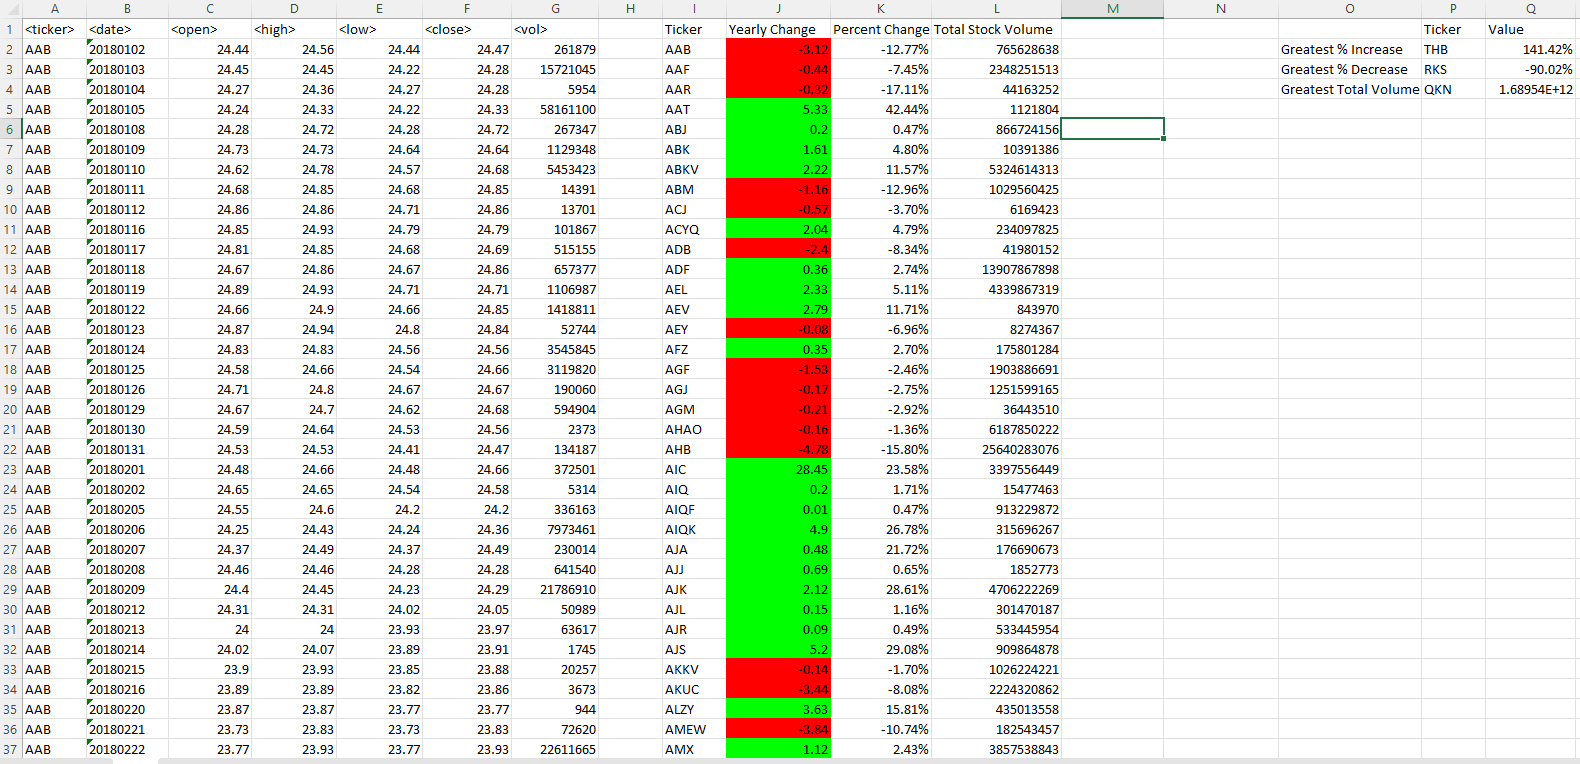 A B C D E F G H I J K L M N O P Q
1 <ticker> <date> <open> <high> <low> <close> <vol> Ticker Yearly Change Percent Change Total Stock Volume Ticker Value
2 AAB 20180102 24.44 24.56 24.44 24.47 261879 AAB -3.12 -12.77% 765628638 Greatest % Increase THB 141.42%
3 AAB 20180103 24.45 24.45 24.22 24.28 15721045 AAF -0.44 -7.45% 2348251513 Greatest % Decrease RKS -90.02%
4 AAB 20180104 24.27 24.36 24.27 24.28 5954 AAR -0.32 -17.11% 44163252 Greatest Total Volume QKN 1.68954E+12
5 AAB 20180105 24.24 24.33 24.22 24.33 58161100 AAT 5.33 42.44% 1121804
6 AAB 20180108 24.28 24.72 24.28 24.72 267347 ABJ 0.2 0.47% 866724156
7 AAB 20180109 24.73 24.73 24.64 24.64 1129348 ABK 1.61 4.80% 10391386
8 AAB 20180110 24.62 24.78 24.57 24.68 5453423 ABKV 2.22 11.57% 5324614313
9 AAB 20180111 24.68 24.85 24.68 24.85 14391 ABM -1.16 -12.96% 1029560425
10 AAB 20180112 24.86 24.86 24.71 24.86 13701 ACJ -0.57 -3.70% 6169423
11 AAB 20180116 24.85 24.93 24.79 24.79 101867 ACYQ 2.04 4.79% 234097825
12 AAB 20180117 24.81 24.85 24.68 24.69 515155 ADB -2.4 -8.34% 41980152
13 AAB 20180118 24.67 24.86 24.67 24.86 657377 ADF 0.36 2.74% 13907867898
14 AAB 20180119 24.89 24.93 24.71 24.71 1106987 AEL 2.33 5.11% 4339867319
15 AAB 20180122 24.66 24.9 24.66 24.85 1418811 AEV 2.79 11.71% 843970
16 AAB 20180123 24.87 24.94 24.8 24.84 52744 AEY -0.08 -6.96% 8274367
17 AAB 20180124 24.83 24.83 24.56 24.56 3545845 AFZ 0.35 2.70% 175801284
18 AAB 20180125 24.58 24.66 24.54 24.66 3119820 AGF -1.53 -2.46% 1903886691
19 AAB 20180126 24.71 24.8 24.67 24.67 190060 AGJ -0.17 -2.75% 1251599165
20 AAB 20180129 24.67 24.7 24.62 24.68 594904 AGM -0.21 -2.92% 36443510
21 AAB 20180130 24.59 24.64 24.53 24.56 2373 AHAO -0.16 -1.36% 6187850222
22 AAB 20180131 24.53 24.53 24.41 24.47 134187 AHB -4.78 -15.80% 25640283076
23 AAB 20180201 24.48 24.66 24.48 24.66 372501 AIC 28.45 23.58% 3397556449
24 AAB 20180202 24.65 24.65 24.54 24.58 5314 AIQ 0.2 1.71% 15477463
25 AAB 20180205 24.55 24.6 24.2 24.2 336163 AIQF 0.01 0.47% 913229872
26 AAB 20180206 24.25 24.43 24.24 24.36 7973461 AIQK 4.9 26.78% 315696267
27 AAB 20180207 24.37 24.49 24.37 24.49 230014 AJA 0.48 21.72% 176690673
28 AAB 20180208 24.46 24.46 24.28 24.28 641540 AJJ 0.69 0.65% 1852773
29 AAB 20180209 24.4 24.45 24.23 24.29 21786910 AJK 2.12 28.61% 4706222269
30 AAB 20180212 24.31 24.31 24.02 24.05 50989 AJL 0.15 1.16% 301470187
31 AAB 20180213 24 24 23.93 23.97 63617 AJR 0.09 0.49% 533445954
32 AAB 20180214 24.02 24.07 23.89 23.91 1745 AJS 5.2 29.08% 909864878
33 AAB 20180215 23.9 23.93 23.85 23.88 20257 AKKV -0.14 -1.70% 1026224221
34 AAB 20180216 23.89 23.89 23.82 23.86 3673 AKUC -3.44 -8.08% 2224320862
35 AAB 20180220 23.87 23.87 23.77 23.77 944 ALZY 3.63 15.81% 435013558
36 AAB 20180221 23.73 23.83 23.73 23.83 72620 AMEW -3.84 -10.74% 182543457
37 AAB 20180222 23.77 23.93 23.77 23.93 22611665 AMX 1.12 2.43% 3857538843